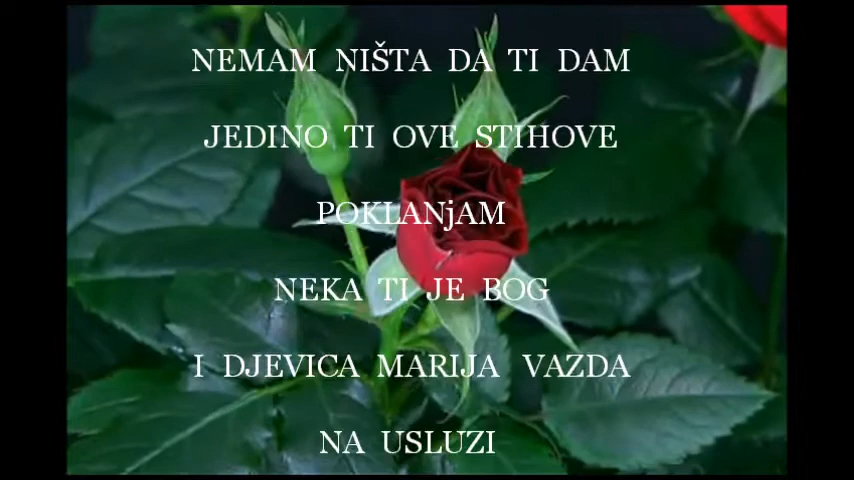 NEMAM NIŠTA DA TI DAM
JEDINO TI OVE STIHOVE
POKLANjAM
NEKA TI JE BOG
I DJEVICA MARIJA VAZDA
NA USLUZI